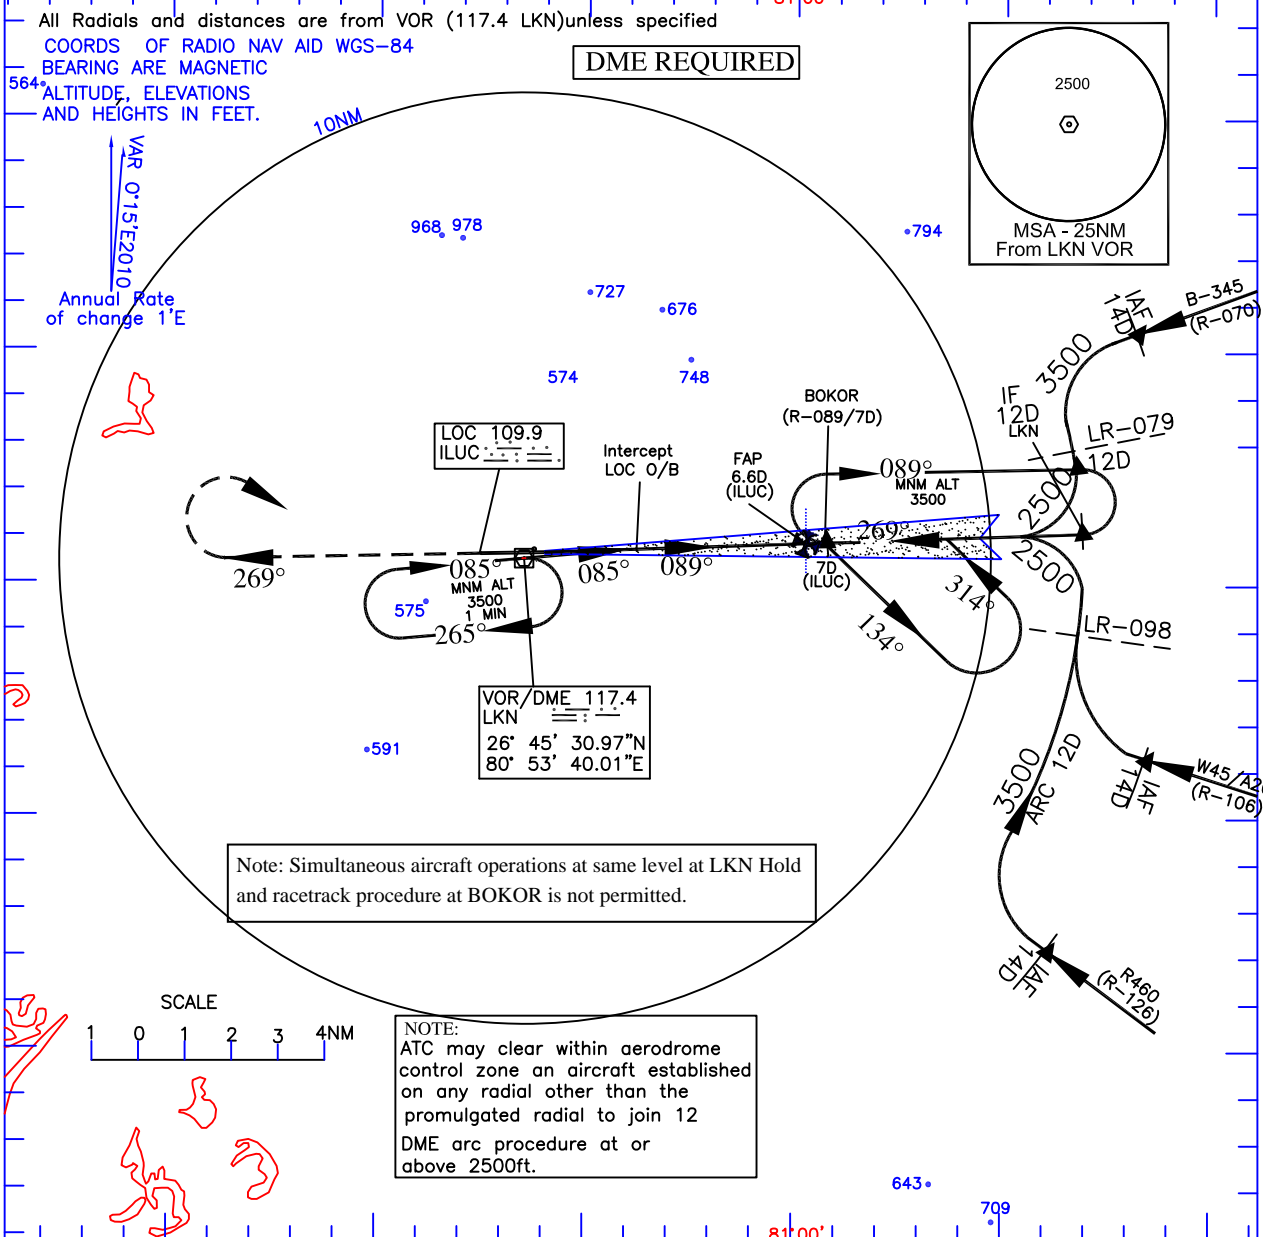 81°00'
All Radials and distances are from VOR (117.4 LKN)unless specified
COORDS OF RADIO NAV AID WGS-84
BEARING ARE MAGNETIC
ALTITUDE, ELEVATIONS
AND HEIGHTS IN FEET.
564
DME REQUIRED
2500
MSA - 25NM
From LKN VOR
10NM
VAR 0°15'E2010
Annual Rate
of change 1'E
968
978
794
727
676
574
748
B-345
(R-070)
IAF
14D
3500
IF
12D
LKN
LR-079
12D
BOKOR
(R-089/7D)
LOC 109.9
ILUC
Intercept
LOC O/B
FAP
6.6D
(ILUC)
089°
MNM ALT
3500
2500
269°
2500
269°
085°
MNM ALT
3500
1 MIN
265°
575
085°
089°
7D
(ILUC)
134°
314°
LR-098
VOR/DME 117.4
LKN
26° 45' 30.97"N
80° 53' 40.01"E
591
3500
ARC 12D
IAF
14D
W45/A2
(R-106)
Note: Simultaneous aircraft operations at same level at LKN Hold
and racetrack procedure at BOKOR is not permitted.
IAF
14D
R460
(R-126)
SCALE
1 0 1 2 3 4NM
NOTE:
ATC may clear within aerodrome
control zone an aircraft established
on any radial other than the
promulgated radial to join 12
DME arc procedure at or
above 2500ft.
643
709
81°00'